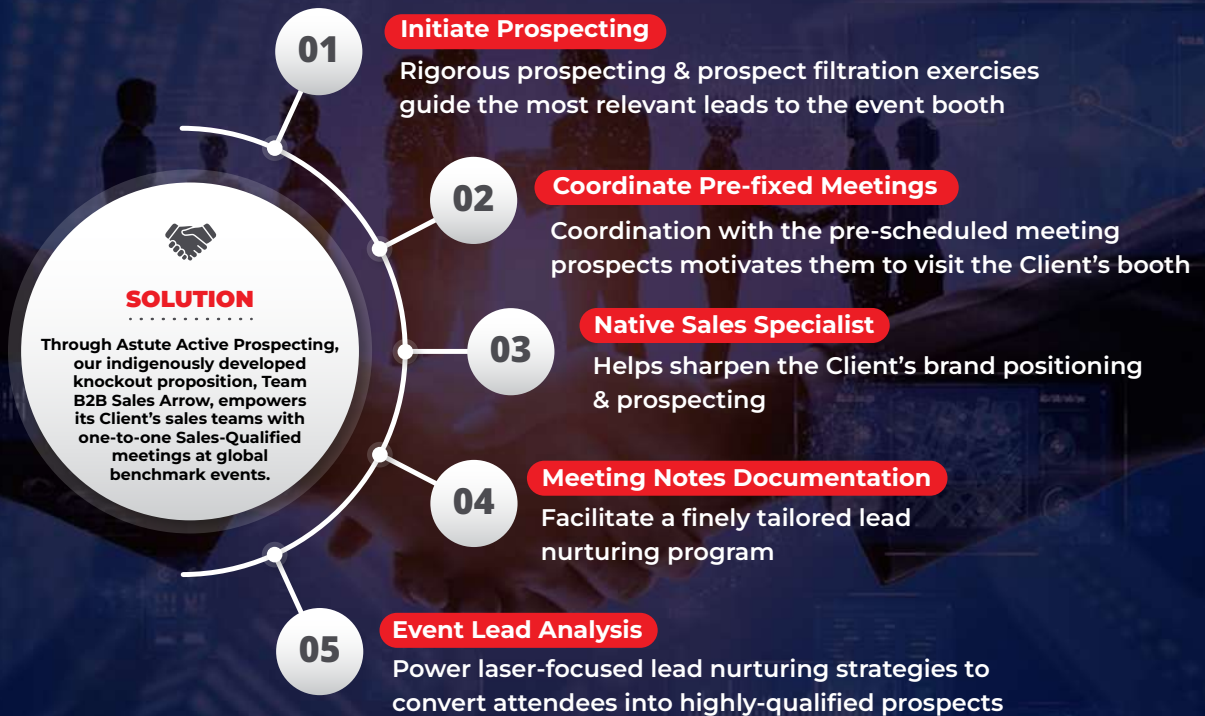 01
Initiate Prospecting
Rigorous prospecting & prospect filtration exercises
guide the most relevant leads to the event booth
02
Coordinate Pre-fixed Meetings
Coordination with the pre-scheduled meeting
prospects motivates them to visit the Client's booth
SOLUTION
Through Astute Active Prospecting,
our indigenously developed
knockout proposition, Team
B2B Sales Arrow, empowers
its Client's sales teams with
one-to-one Sales-Qualified
meetings at global
benchmark events.
03
Native Sales Specialist
Helps sharpen the Client's brand positioning
& prospecting
04
Meeting Notes Documentation
Facilitate a finely tailored lead
nurturing program
05
Event Lead Analysis
Power laser-focused lead nurturing strategies to
convert attendees into highly-qualified prospects